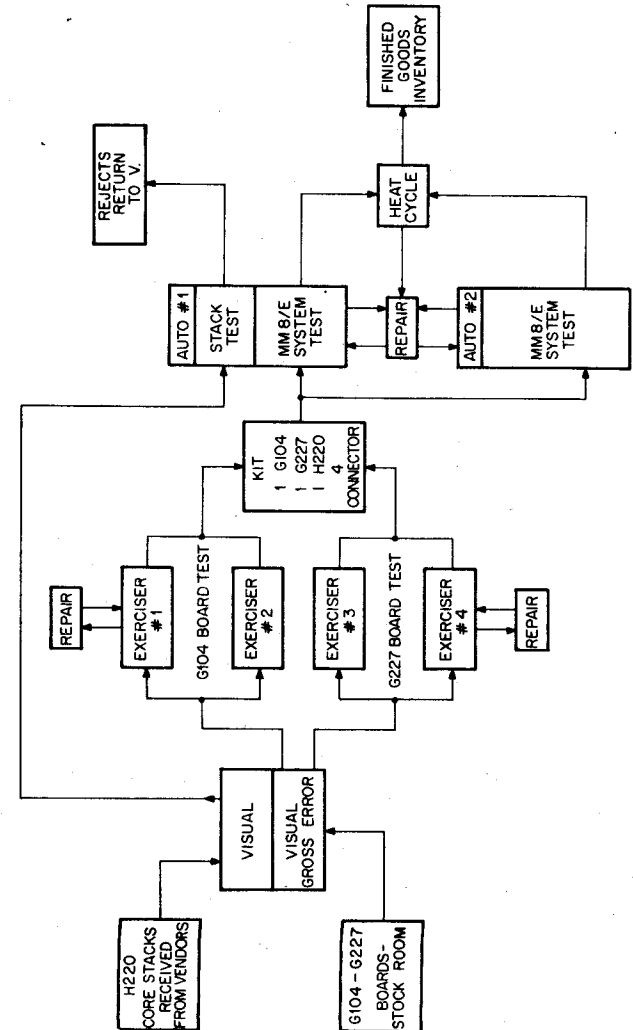 H220
CORE STACKS
RECEIVED
FROM VENDORS
G104 - G227
BOARDS-
STOCK ROOM
VISUAL
VISUAL
GROSS ERROR
REPAIR
EXERCISER
#1
G104 BOARD TEST
EXERCISER
#2
EXERCISER
#3
G227 BOARD TEST
EXERCISER
#4
REPAIR
KIT
1 G104
1 G227
1 H220
4
CONNECTOR
AUTO #1
STACK
TEST
MM8/E
SYSTEM
TEST
REPAIR
AUTO #2
MM8/E
SYSTEM
TEST
REJECTS
RETURN
TO V.
HEAT
CYCLE
FINISHED
GOODS
INVENTORY